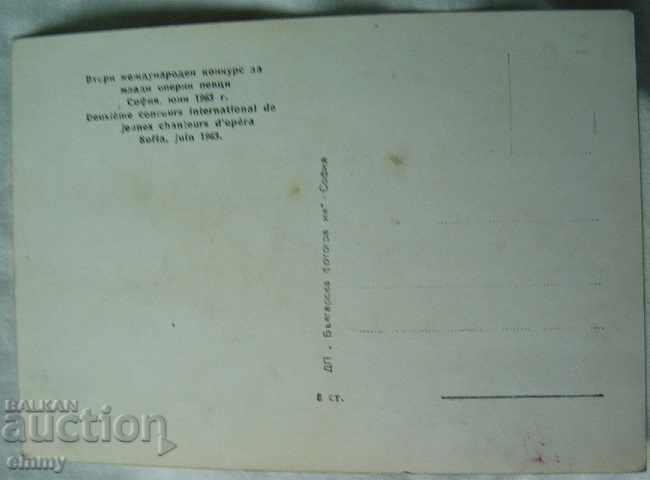 Втори международен конкурс за
млади оперни певци
София, юни 1963 г.
Deuxième concours international de
jeunes chanteurs d'opéra
Sofia, juin 1963.
ДП „Българска фотография" - София
8 ст.
BALKAN
auction
emmy